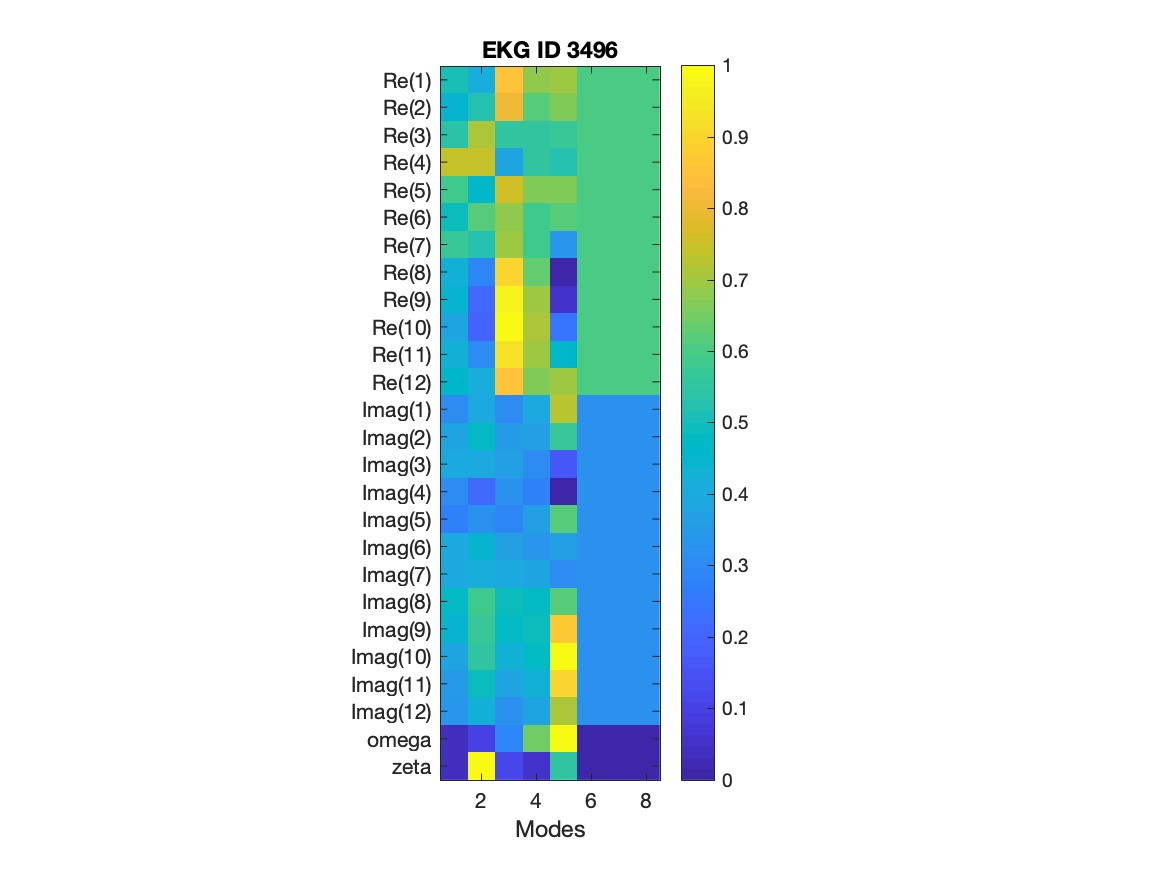 EKG ID 3496
Re(1)
Re(2)
Re(3)
Re(4)
Re(5)
Re(6)
Re(7)
Re(8)
Re(9)
Re(10)
Re(11)
Re(12)
Imag(1)
Imag(2)
Imag(3)
Imag(4)
Imag(5)
Imag(6)
Imag(7)
Imag(8)
Imag(9)
Imag(10)
Imag(11)
Imag(12)
omega
zeta
2 4 6 8
Modes
1
0.9
0.8
0.7
0.6
0.5
0.4
0.3
0.2
0.1
0